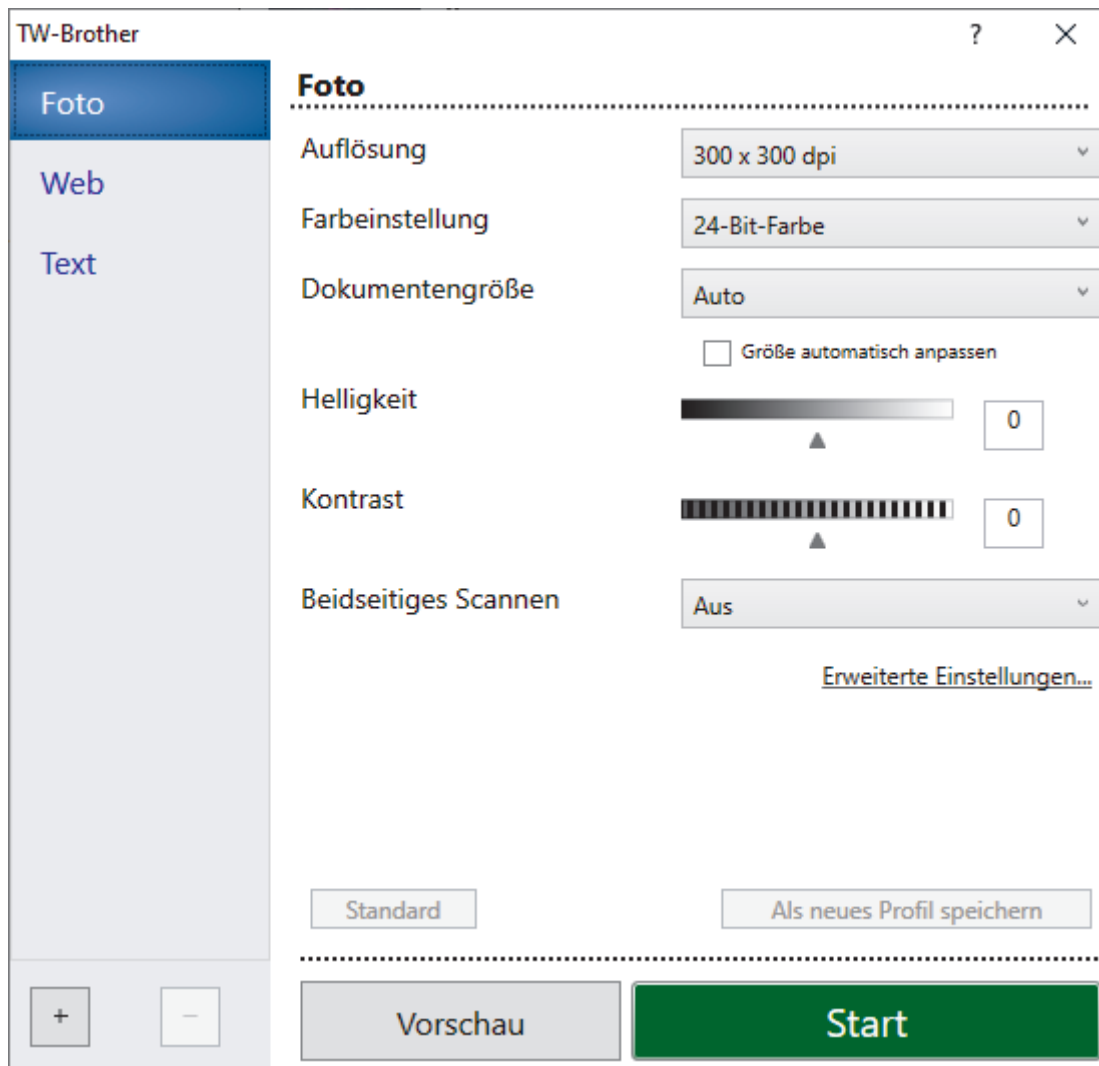 TW-Brother
?
Foto
Web
Text
Foto
Auflösung
300 x 300 dpi
Farbeinstellung
24-Bit-Farbe
Dokumentengröße
Auto
Größe automatisch anpassen
Helligkeit
0
Kontrast
0
Beidseitiges Scannen
Aus
Erweiterte Einstellungen...
Standard
Als neues Profil speichern
+
−
Vorschau
Start